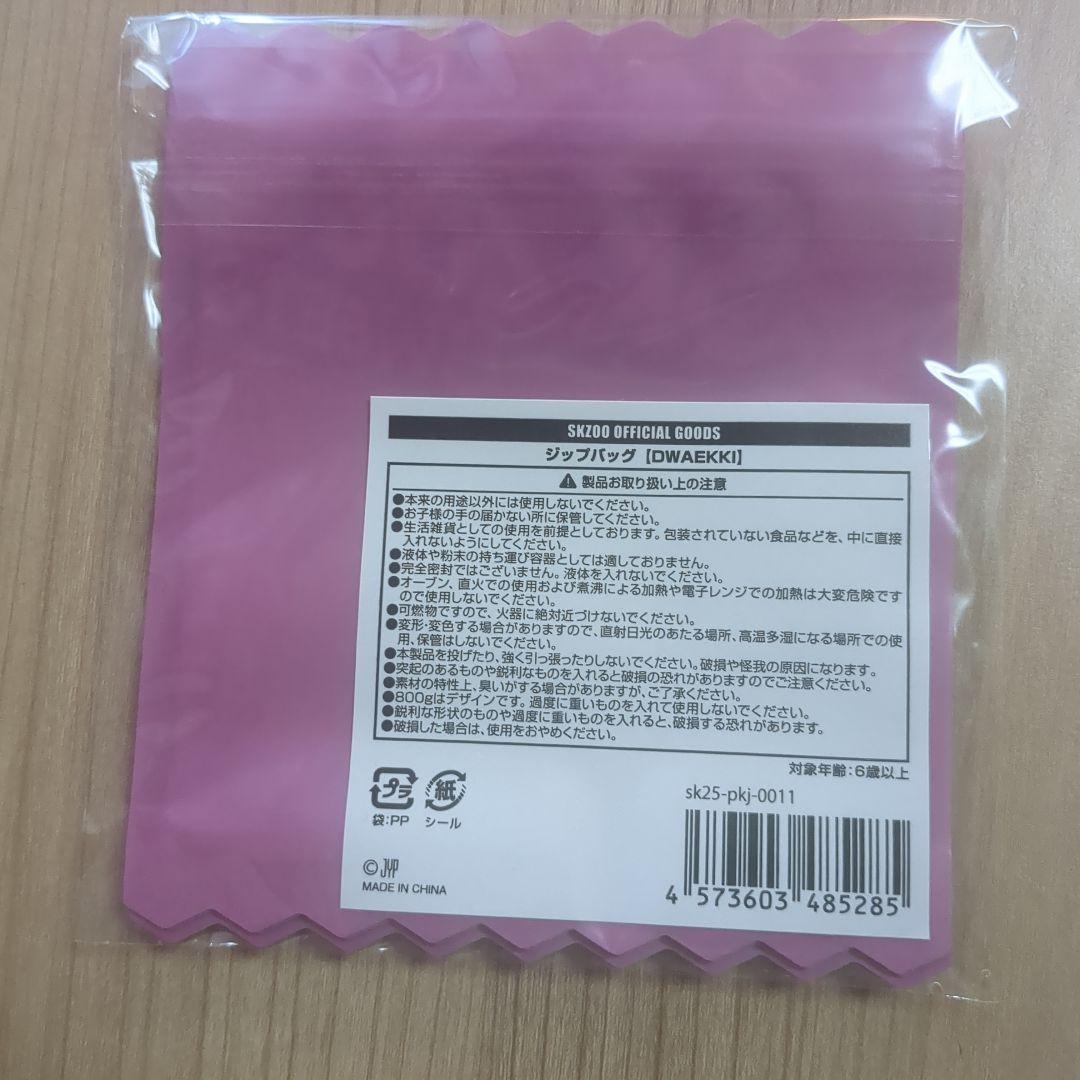 SKZOO OFFICIAL GOODS
ジップバッグ【DWAEKKI】
製品お取り扱い上の注意
●本来の用途以外には使用しないでください。
●お子様の手の届かない所に保管してください。
●生活雑貨としての使用を前提としております。包装されていない食品などを、中に直接
入れないようにしてください。
●液体や粉末の持ち運び容器としては適しておりません。
●完全密封ではございません。液体を入れないでください。
●オーブン、直火での使用および煮沸による加熱や電子レンジでの加熱は大変危険です
ので使用しないでください。
●可燃物ですので、火器に絶対近づけないでください。
●変形・変色する場合がありますので、直射日光のあたる場所、高温多湿になる場所での使
用、保管はしないでください。
●本製品を投げたり、強く引っ張ったりしないでください。破損や怪我の原因になります。
●突起のあるものや鋭利なものを入れると破損の恐れがありますのでご注意ください。
●素材の特性上、臭いがする場合がありますが、ご了承ください。
●800gはデザインです。過度に重いものを入れて使用しないでください。
●鋭利な形状のものや過度に重いものを入れると、破損する恐れがあります。
●破損した場合は、使用をおやめください。
対象年齢:6歳以上
プラ
紙
袋:PP
シール
sk25-pkj-0011
© JYP
MADE IN CHINA
4 573603 485285